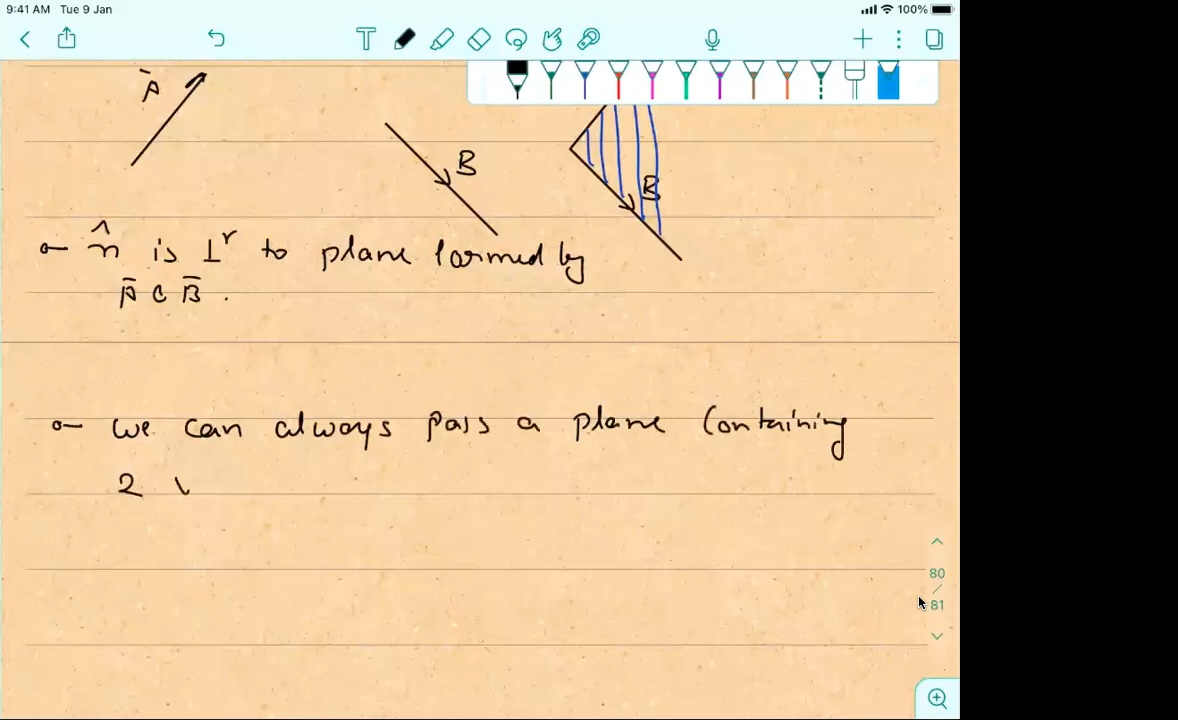 9:41 AM Tue 9 Jan
100%
Ā
B
B
n̂ is ⊥ʳ to plane formed by
Ā & B̄ .
we can always pass a plane containing
2
80
/
81